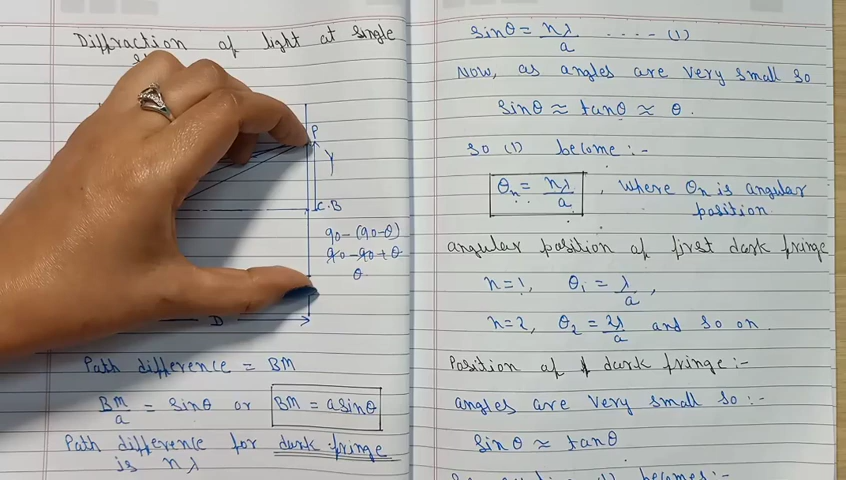 Diffraction of light at single
P
Y
C.B
90-(90-θ)
90-90+θ
θ
D
Path difference = BM
BM/a = sinθ or BM = a sinθ
Path difference for dark fringe
is nλ
sinθ = nλ/a ---- (1)
Now, as angles are very small so
sinθ ≈ tanθ ≈ θ.
so (1) become :-
θn = nλ/a , where θn is angular
position.
angular position of first dark fringe
n=1, θ1 = λ/a ,
n=2, θ2 = 2λ/a and so on.
Position of dark fringe :-
angles are very small so :-
sinθ ≈ tanθ
(1) becomes :-